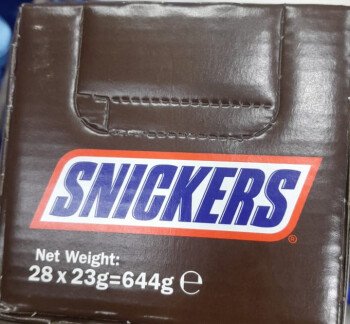 SNICKERS®
Net Weight:
28 x 23g=644g ℮